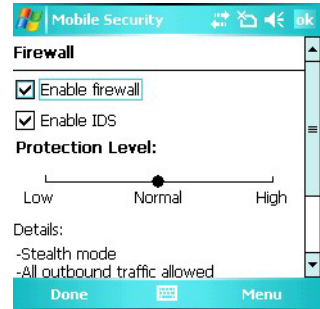 Mobile Security
ok
Firewall
Enable firewall
Enable IDS
Protection Level:
Low Normal High
Details:
-Stealth mode
-All outbound traffic allowed
Done Menu